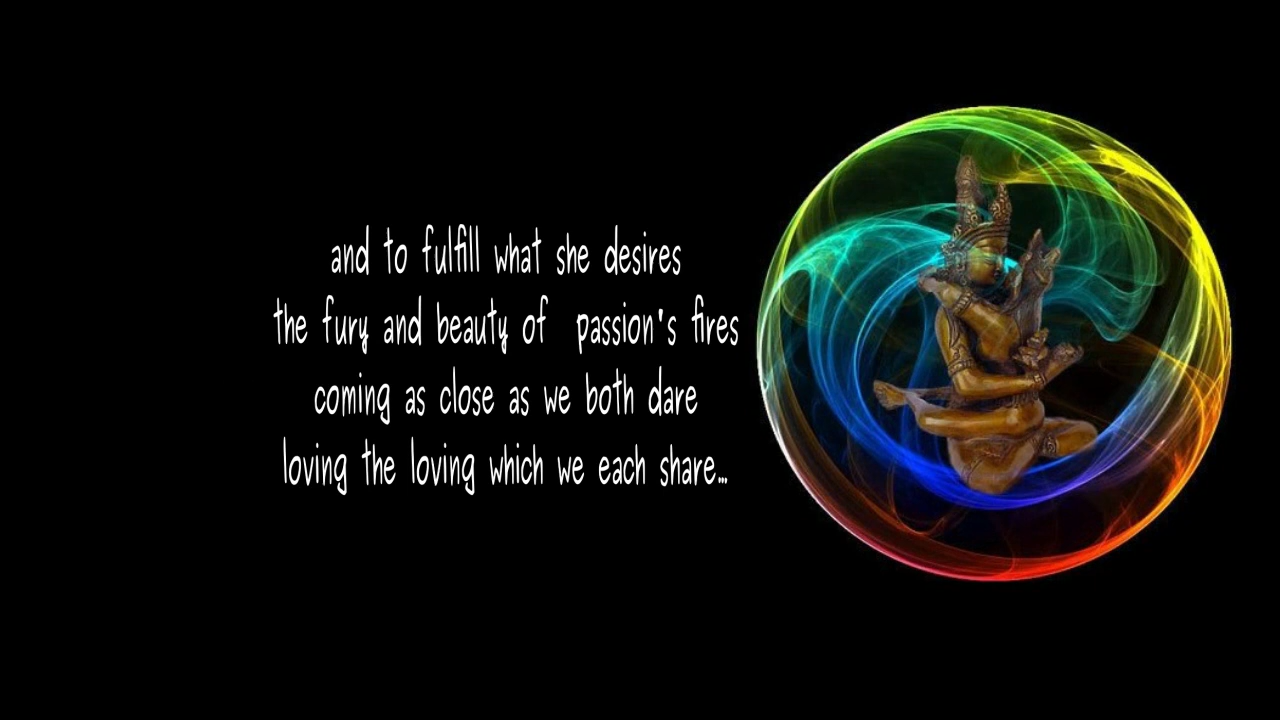 and to fulfill what she desires
the fury and beauty of  passion's fires
coming as close as we both dare
loving the loving which we each share...